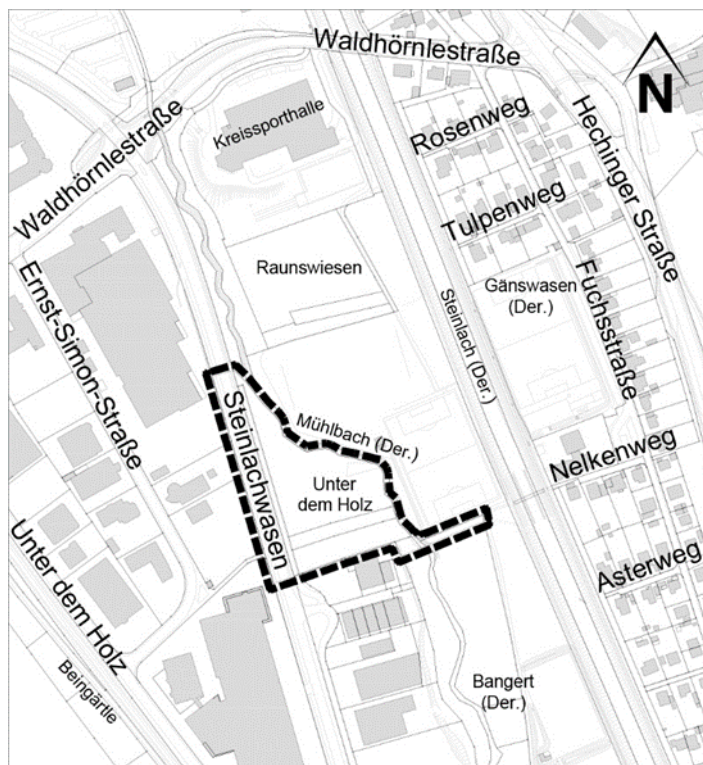 Waldhörnlestraße
N
Waldhörnlestraße
Kreissporthalle
Rosenweg
Hechinger Straße
Tulpenweg
Raunswiesen
Steinlach (Der.)
Gänswasen
(Der.)
Fuchsstraße
Ernst-Simon-Straße
Steinlachwasen
Mühlbach (Der.)
Unter
dem Holz
Nelkenweg
Asterweg
Unter dem Holz
Beingärtle
Bangert
(Der.)